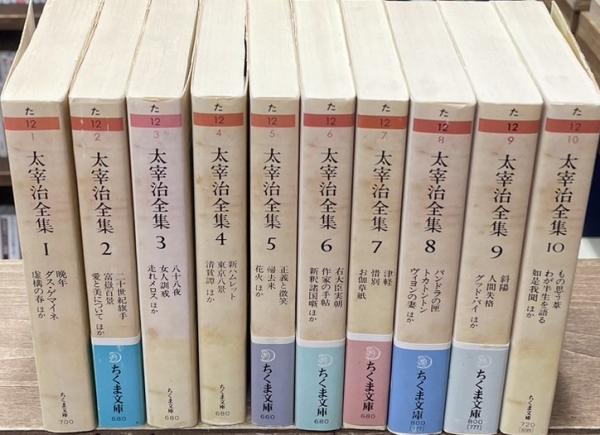 た
12
1
太宰治全集
1
晩年
ダス・ゲマイネ
虚構の春 ほか
ちくま文庫
700
た
12
2
太宰治全集
2
二十世紀旗手
富嶽百景
愛と美について ほか
ちくま文庫
680
た
12
3
太宰治全集
3
八十八夜
女人訓戒
走れメロス ほか
ちくま文庫
680
た
12
4
太宰治全集
4
新ハムレット
東京八景
清貧譚 ほか
ちくま文庫
680
た
12
5
太宰治全集
5
正義と微笑
帰去来
花火 ほか
ちくま文庫
660
た
12
6
太宰治全集
6
右大臣実朝
作家の手帖
新釈諸国噺 ほか
ちくま文庫
680
た
12
7
太宰治全集
7
津軽
惜別
お伽草紙
ちくま文庫
680
た
12
8
太宰治全集
8
パンドラの匣
トカトントン
ヴィヨンの妻 ほか
ちくま文庫
800
た
12
9
太宰治全集
9
斜陽
人間失格
グッド・バイ ほか
ちくま文庫
800
(777)
た
12
10
太宰治全集
10
もの思う葦
わが半生を語る
如是我聞 ほか
ちくま文庫
720